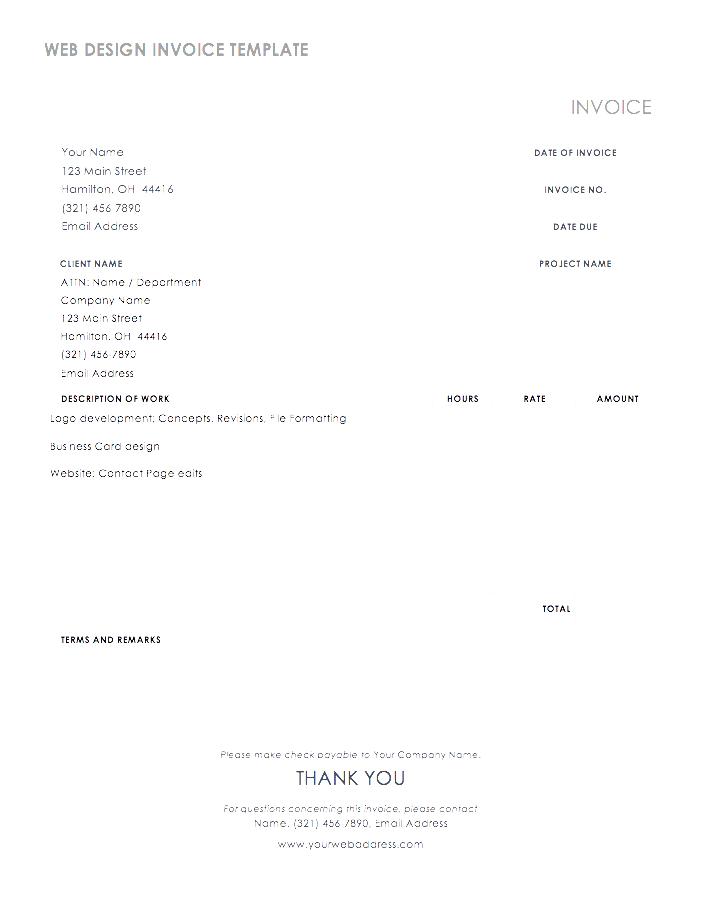 WEB DESIGN INVOICE TEMPLATE
INVOICE
Your Name
DATE OF INVOICE
123 Main Street
Hamilton, OH 44416
INVOICE NO.
(321) 456-7890
Email Address
DATE DUE
CLIENT NAME
PROJECT NAME
ATTN: Name / Department
Company Name
123 Main Street
Hamilton, OH 44416
(321) 456-7890
Email Address
DESCRIPTION OF WORK HOURS RATE AMOUNT
Logo development: Concepts, Revisions, File Formatting
Business Card design
Website: Contact Page edits
TOTAL
TERMS AND REMARKS
Please make check payable to Your Company Name.
THANK YOU
For questions concerning this invoice, please contact
Name, (321) 456-7890, Email Address
www.yourwebaddress.com